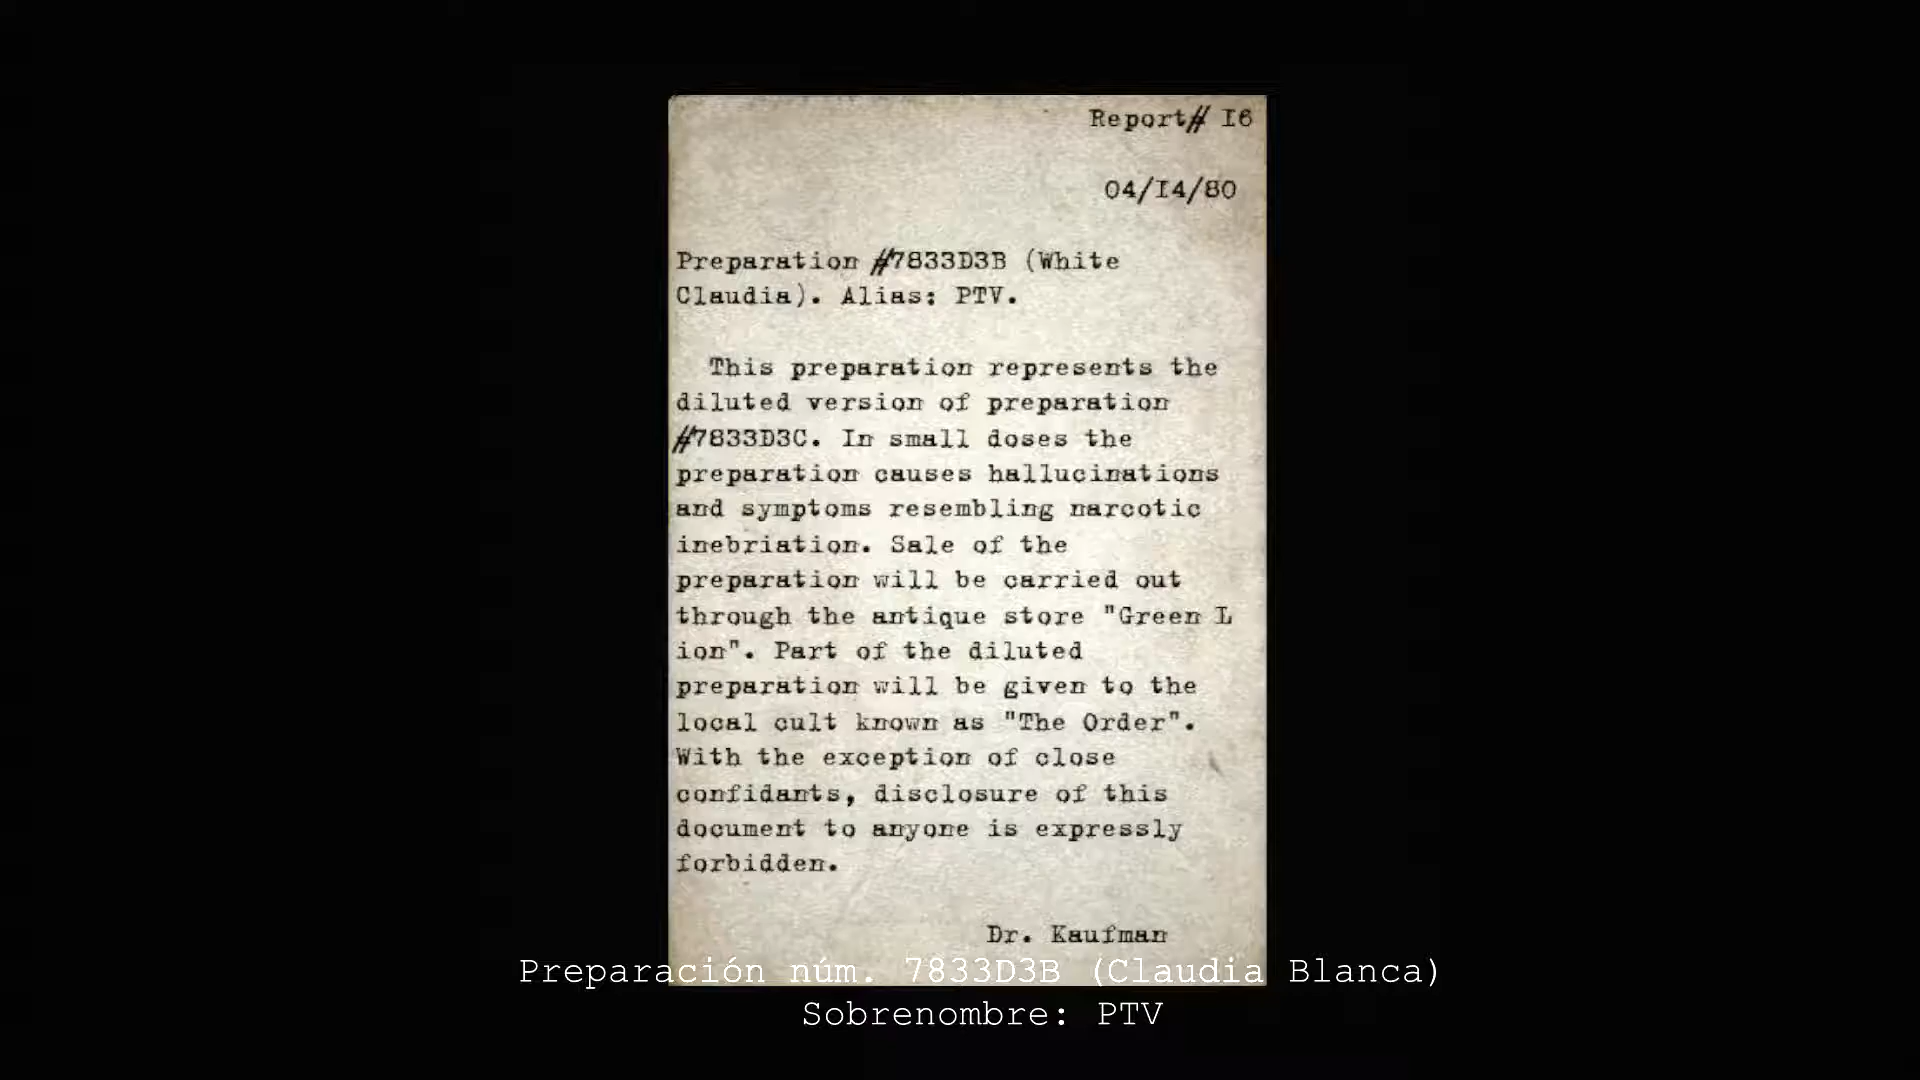 Report# I6
04/I4/80
Preparation #7833D3B (White
Claudia). Alias: PTV.
This preparation represents the
diluted version of preparation
#7833D3C. In small doses the
preparation causes hallucinations
and symptoms resembling narcotic
inebriation. Sale of the
preparation will be carried out
through the antique store "Green L
ion". Part of the diluted
preparation will be given to the
local cult known as "The Order".
With the exception of close
confidants, disclosure of this
document to anyone is expressly
forbidden.
Dr. Kaufman
Preparación núm. 7833D3B (Claudia Blanca)
Sobrenombre: PTV